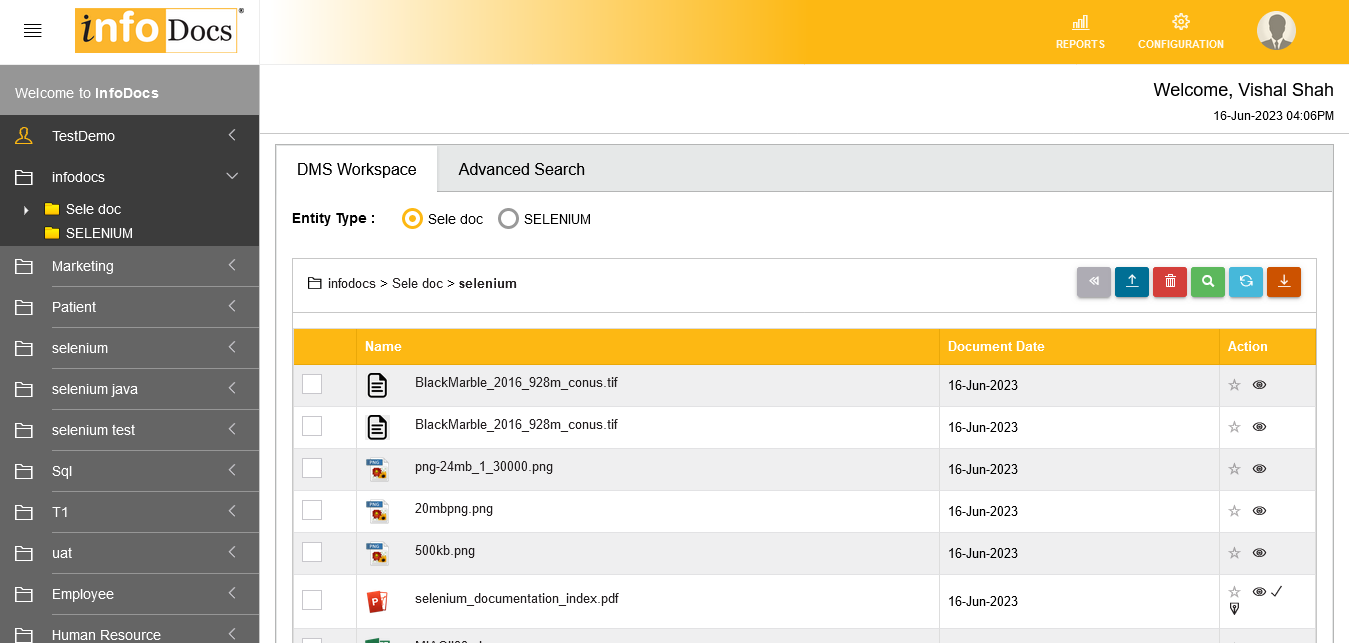 info Docs
REPORTS
CONFIGURATION
Welcome to InfoDocs
Welcome, Vishal Shah
16-Jun-2023 04:06PM
TestDemo
infodocs
Sele doc
SELENIUM
Marketing
Patient
selenium
selenium java
selenium test
Sql
T1
uat
Employee
Human Resource
DMS Workspace
Advanced Search
Entity Type : Sele doc SELENIUM
infodocs > Sele doc > selenium
Name Document Date Action
BlackMarble_2016_928m_conus.tif 16-Jun-2023
BlackMarble_2016_928m_conus.tif 16-Jun-2023
PNG png-24mb_1_30000.png 16-Jun-2023
PNG 20mbpng.png 16-Jun-2023
PNG 500kb.png 16-Jun-2023
P selenium_documentation_index.pdf 16-Jun-2023